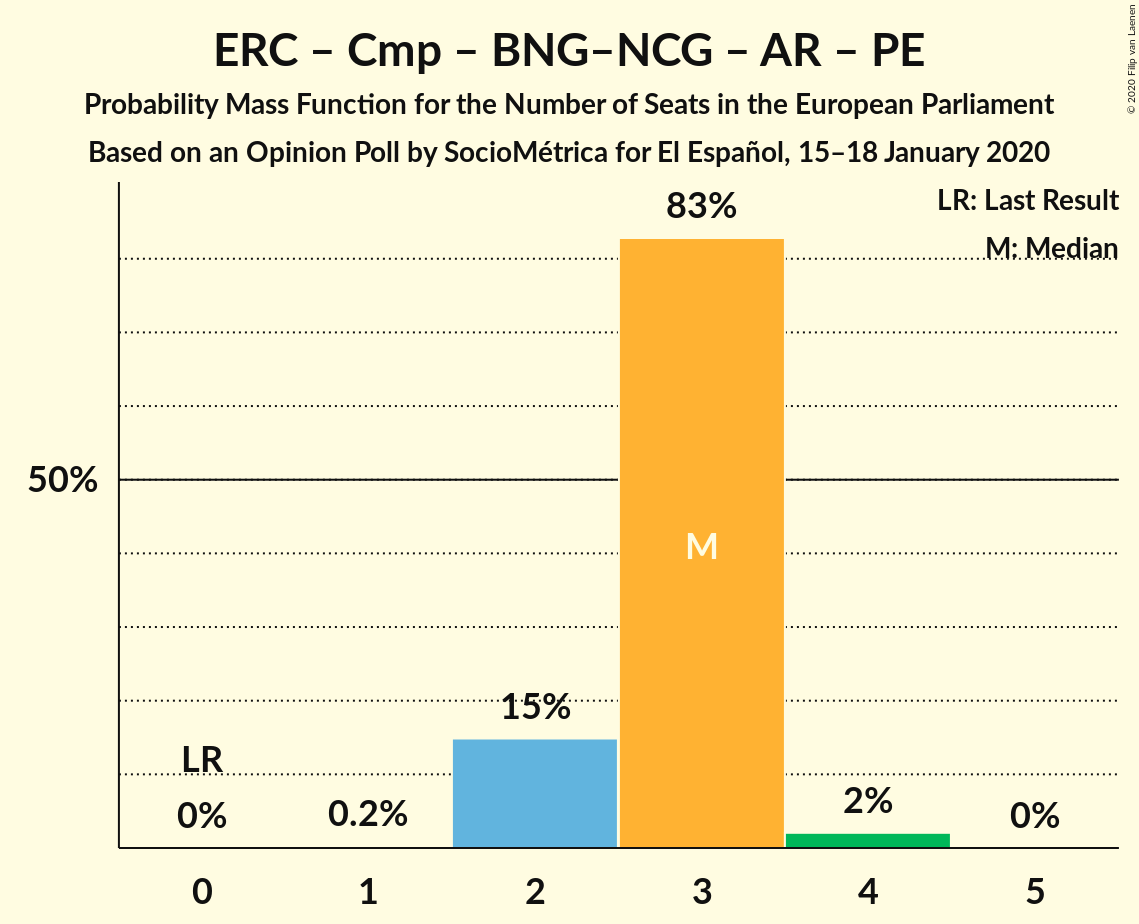 ERC – Cmp – BNG–NCG – AR – PE
Probability Mass Function for the Number of Seats in the European Parliament
Based on an Opinion Poll by SocioMétrica for El Español, 15–18 January 2020
© 2020 Filip van Laenen
LR: Last Result
M: Median
83%
50%
M
15%
LR
0%
0.2%
2%
0%
0 1 2 3 4 5